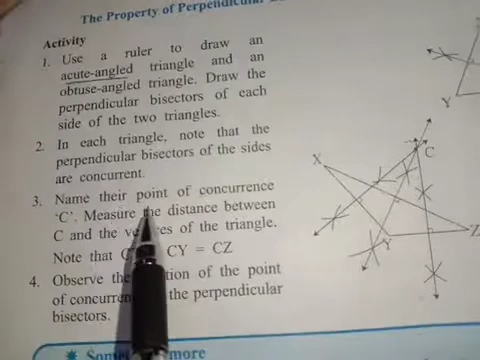 The Property of Perpendicular
Activity
1. Use a ruler to draw an
acute-angled triangle and an
obtuse-angled triangle. Draw the
perpendicular bisectors of each
side of the two triangles.
2. In each triangle, note that the
perpendicular bisectors of the sides
are concurrent.
3. Name their point of concurrence
‘C’. Measure the distance between
C and the of the triangle.
Note that CY = CZ
4. Observe the of the point
of the perpendicular
bisectors.
more
Y
C
X
Y
Z